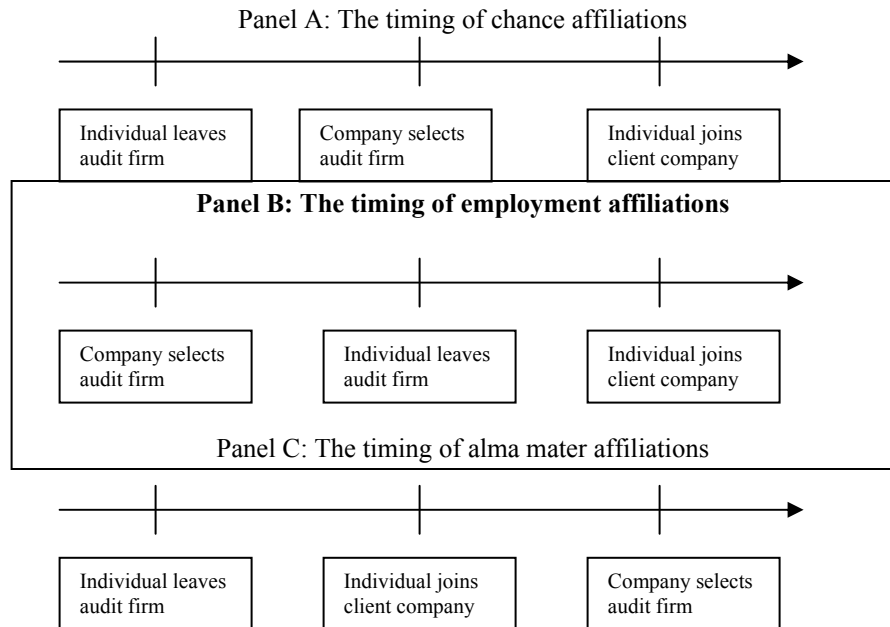 Panel A: The timing of chance affiliations
Individual leaves
audit firm
Company selects
audit firm
Individual joins
client company
Panel B: The timing of employment affiliations
Company selects
audit firm
Individual leaves
audit firm
Individual joins
client company
Panel C: The timing of alma mater affiliations
Individual leaves
audit firm
Individual joins
client company
Company selects
audit firm